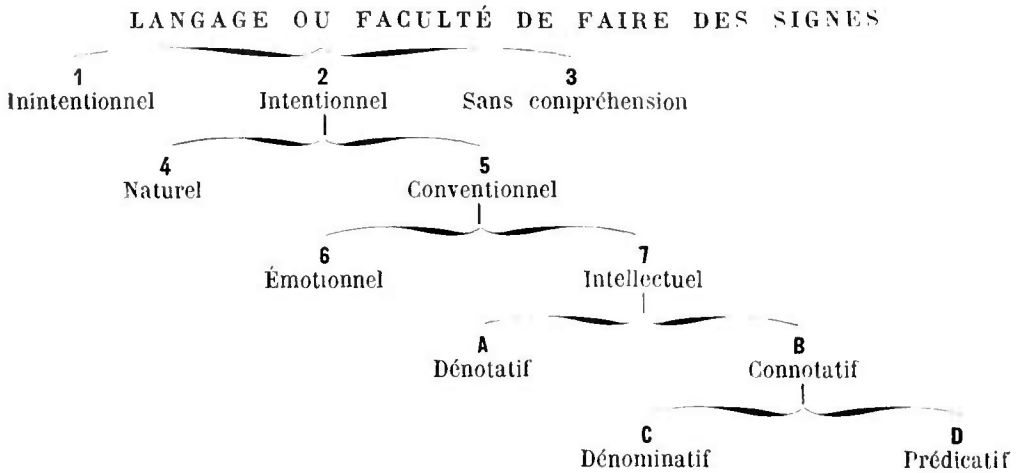 LANGAGE OU FACULTÉ DE FAIRE DES SIGNES
1 2 3
Inintentionnel Intentionnel Sans compréhension
4 5
Naturel Conventionnel
6 7
Émotionnel Intellectuel
A B
Dénotatif Connotatif
C D
Dénominatif Prédicatif